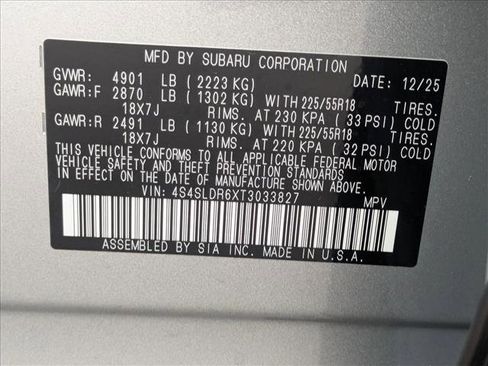 MFD BY SUBARU CORPORATION
GVWR: 4901 LB (2223 KG) DATE: 12/25
GAWR:F 2870 LB (1302 KG) WITH 225/55R18 TIRES.
18X7J RIMS. AT 230 KPA (33 PSI) COLD
GAWR:R 2491 LB (1130 KG) WITH 225/55R18 TIRES.
18X7J RIMS. AT 220 KPA (32 PSI) COLD
THIS VEHICLE CONFORMS TO ALL APPLICABLE FEDERAL MOTOR
VEHICLE SAFETY AND THEFT PREVENTION STANDARDS IN EFFECT ON THE
DATE OF MANUFACTURE SHOWN ABOVE.
VIN: 4S4SLDR6XT3033827 MPV
ASSEMBLED BY SIA INC. MADE IN U.S.A.